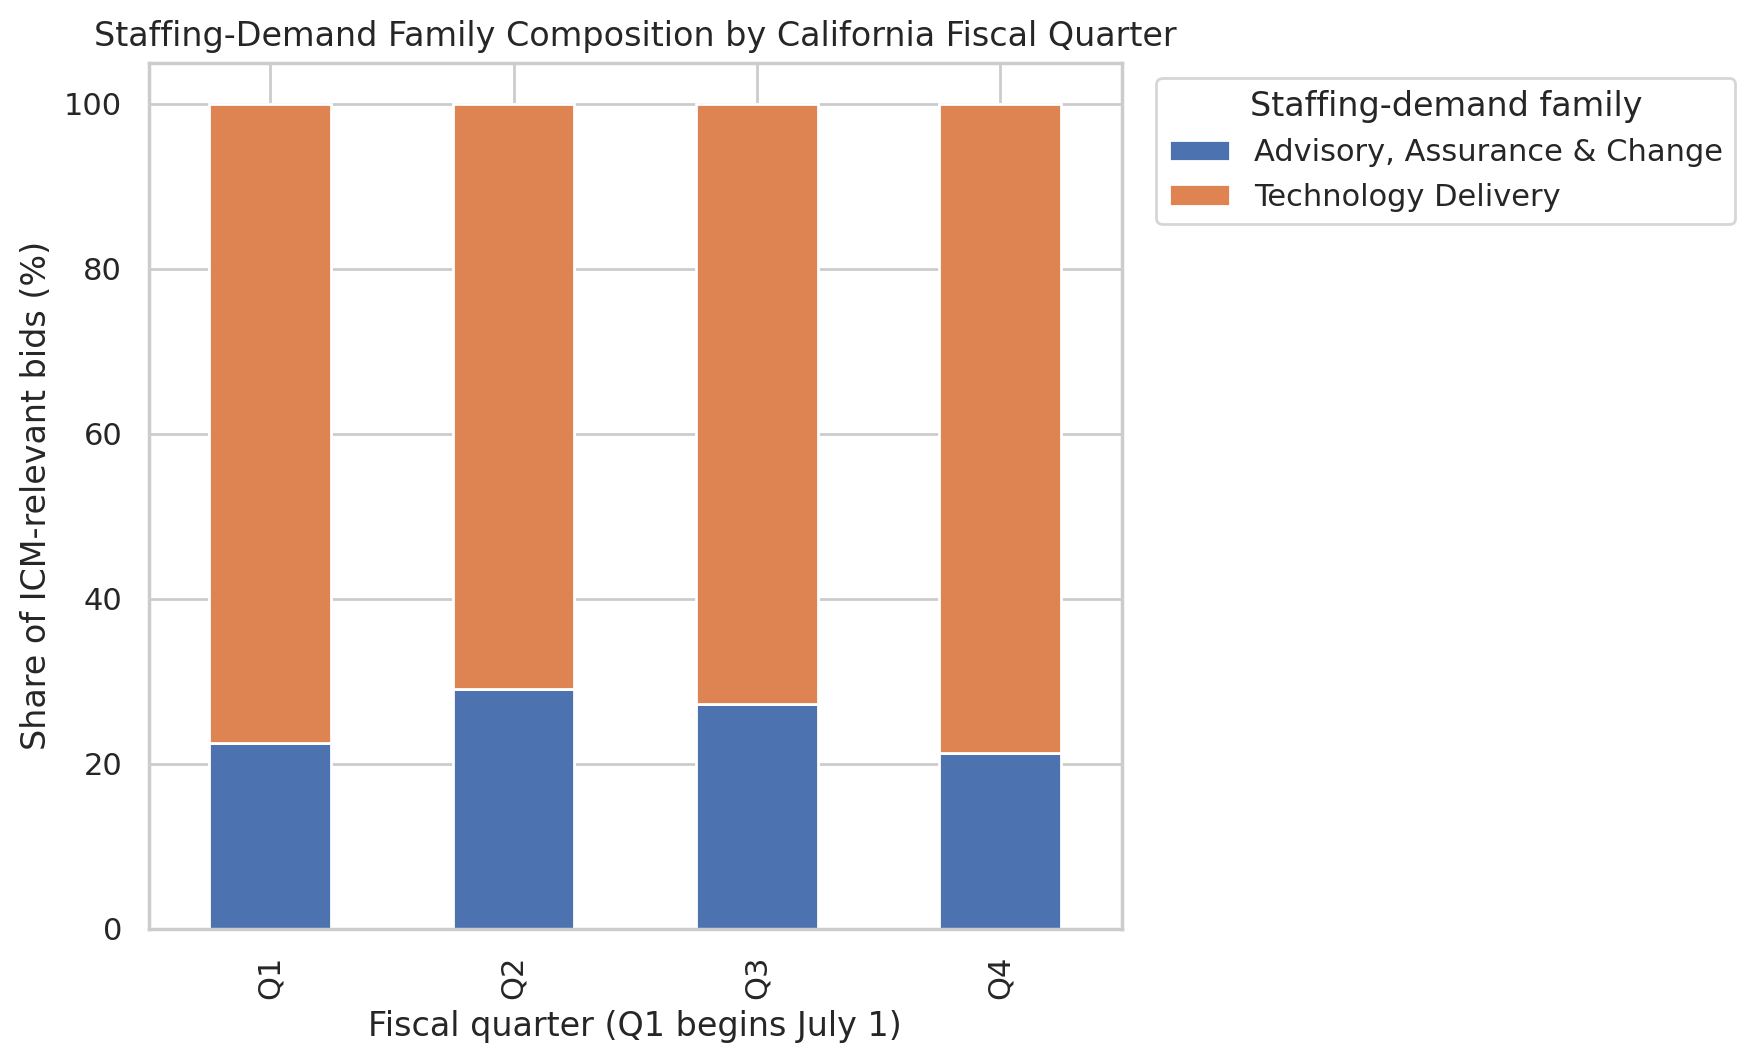 Staffing-Demand Family Composition by California Fiscal Quarter
Share of ICM-relevant bids (%)
100
80
60
40
20
0
Q1
Q2
Q3
Q4
Fiscal quarter (Q1 begins July 1)
Staffing-demand family
Advisory, Assurance & Change
Technology Delivery